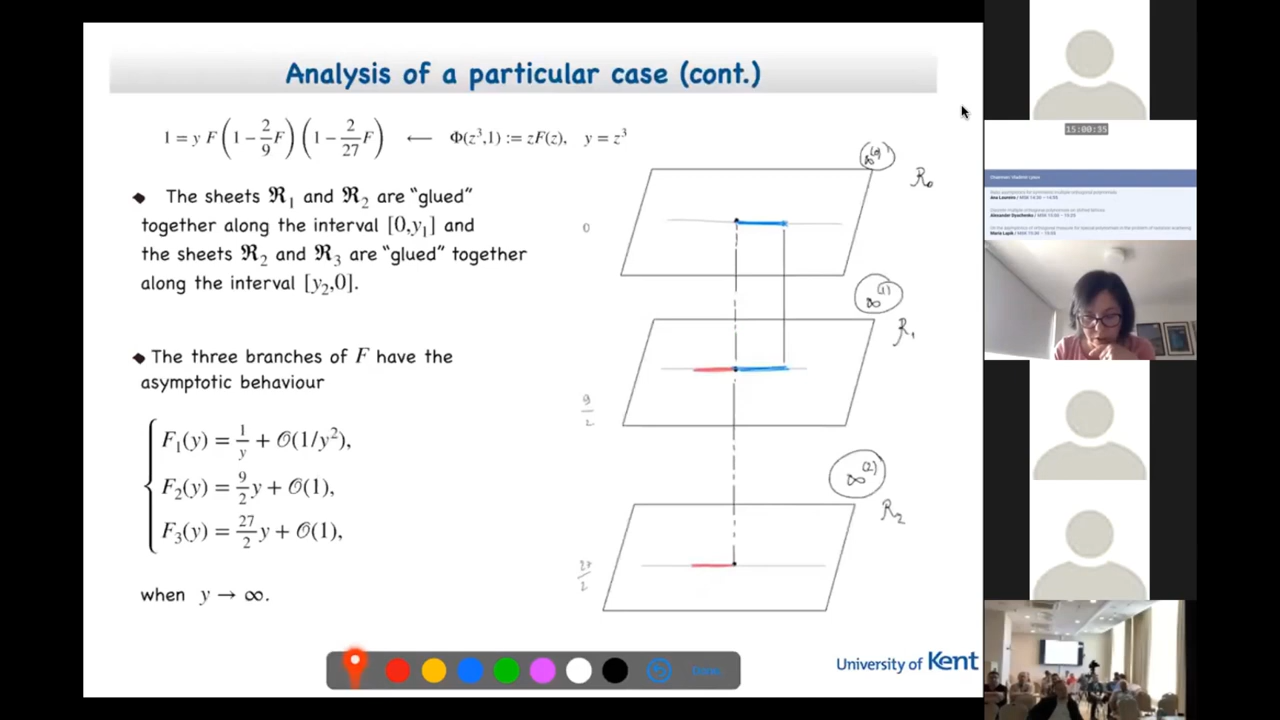 Analysis of a particular case (cont.)
1 = y F(1 − 2/9 F)(1 − 2/27 F) ⟵ Φ(z³,1) := zF(z), y = z³
◆ The sheets ℜ₁ and ℜ₂ are “glued”
together along the interval [0,y₁] and
the sheets ℜ₂ and ℜ₃ are “glued” together
along the interval [y₂,0].
◆ The three branches of F have the
asymptotic behaviour
F₁(y) = 1/y + 𝒪(1/y²),
F₂(y) = 9/2 y + 𝒪(1),
F₃(y) = 27/2 y + 𝒪(1),
when y → ∞.
∞⁽⁰⁾
R₀
0
∞⁽¹⁾
R₁
9/2
∞⁽²⁾
R₂
27/2
University of Kent
15:00:35